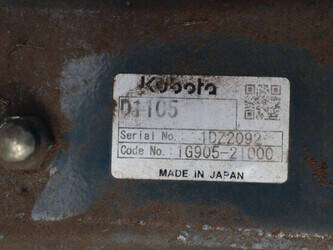 Kubota
D1105
Serial No. 1DZ2092
Code No. 1G905-21000
MADE IN JAPAN